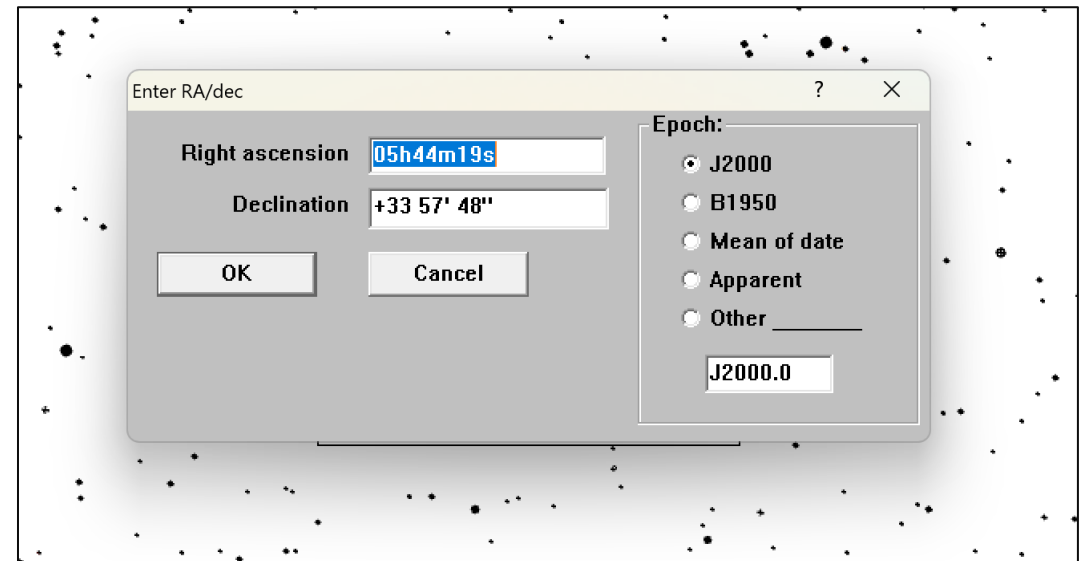 Enter RA/dec ?
Right ascension 05h44m19s
Declination +33 57' 48"
OK Cancel
Epoch:
J2000
B1950
Mean of date
Apparent
Other _______
J2000.0